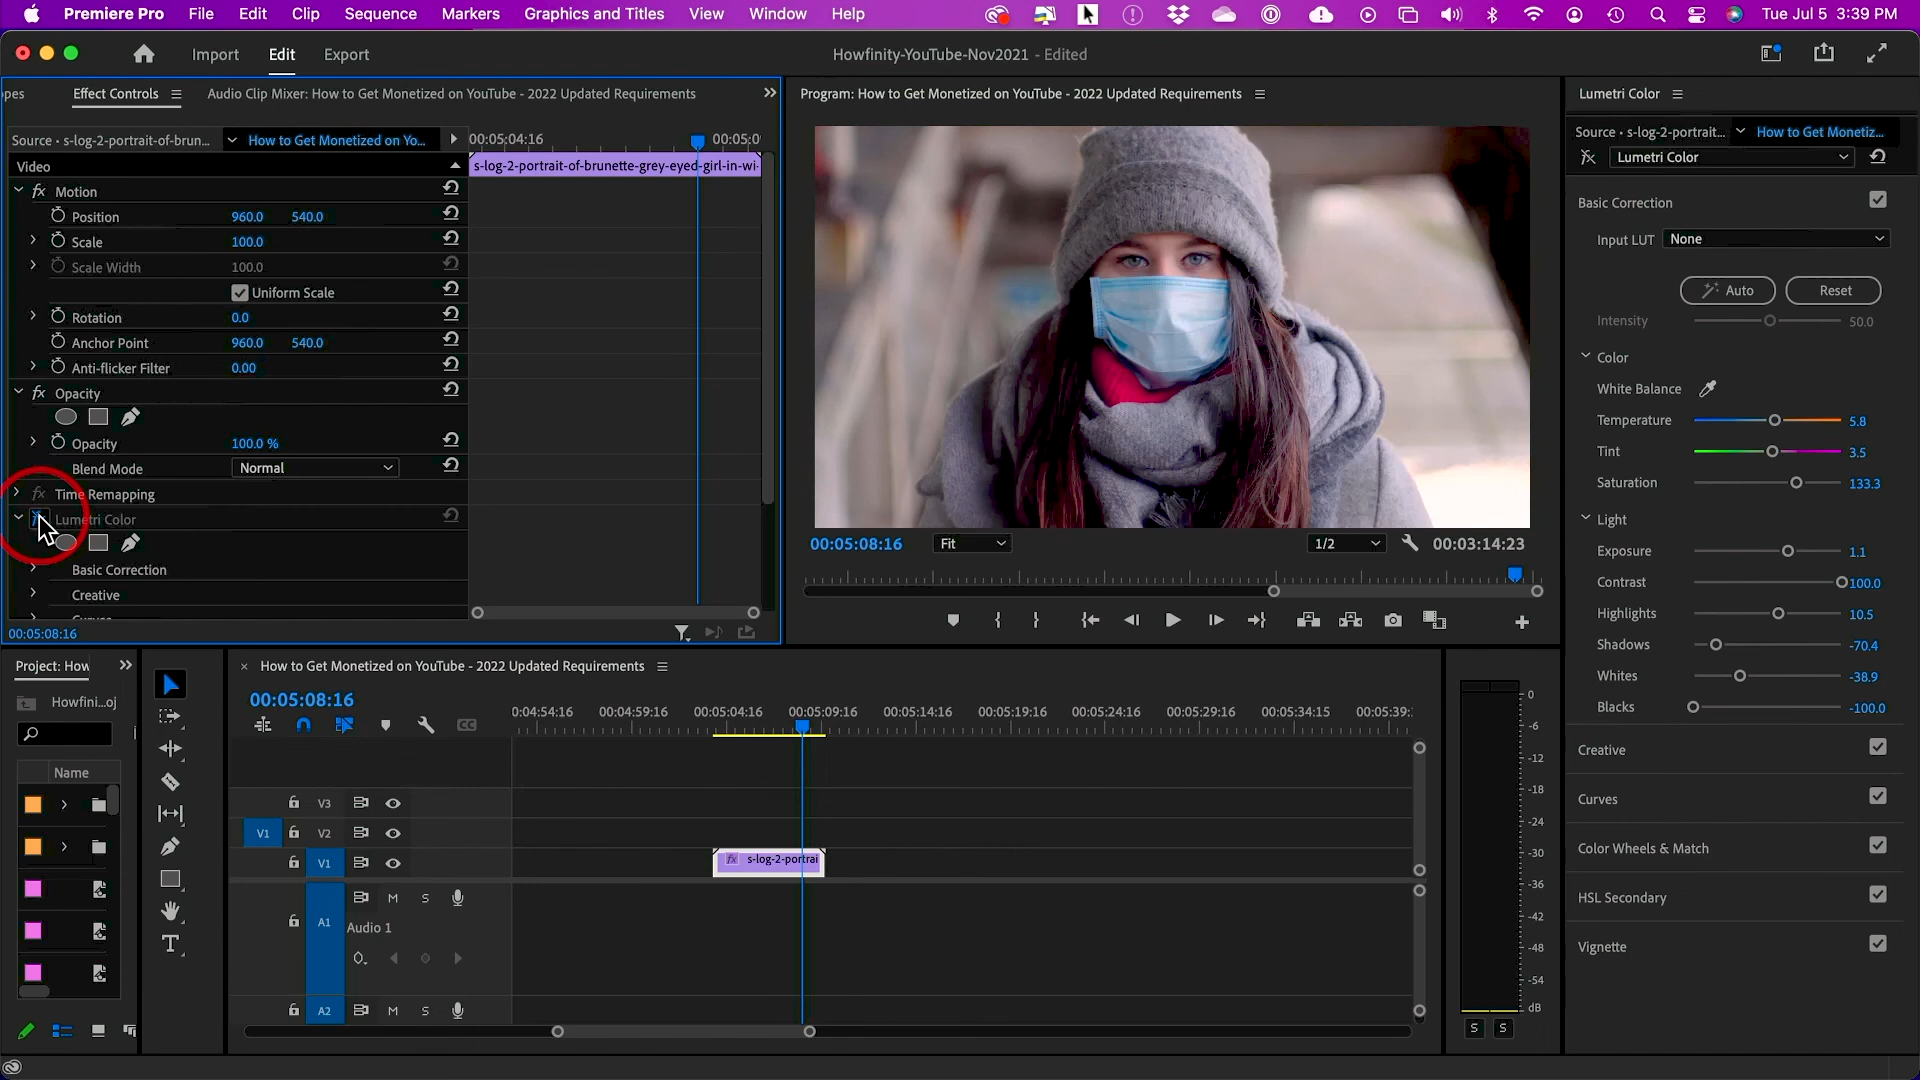 Premiere Pro File Edit Clip Sequence Markers Graphics and Titles View Window Help Tue Jul 5 3:39 PM
Import Edit Export Howfinity-YouTube-Nov2021 - Edited
opes Effect Controls Audio Clip Mixer: How to Get Monetized on YouTube - 2022 Updated Requirements
Source • s-log-2-portrait-of-brun... How to Get Monetized on Yo...
00:05:04:16 00:05:0
Video
s-log-2-portrait-of-brunette-grey-eyed-girl-in-wi-
fx Motion
Position 960.0 540.0
Scale 100.0
Scale Width 100.0
Uniform Scale
Rotation 0.0
Anchor Point 960.0 540.0
Anti-flicker Filter 0.00
fx Opacity
Opacity 100.0 %
Blend Mode Normal
fx Time Remapping
Lumetri Color
Basic Correction
Creative
00:05:08:16
Program: How to Get Monetized on YouTube - 2022 Updated Requirements
00:05:08:16 Fit 1/2 00:03:14:23
Lumetri Color
Source • s-log-2-portrait... How to Get Monetiz...
fx Lumetri Color
Basic Correction
Input LUT None
Auto Reset
Intensity 50.0
Color
White Balance
Temperature 5.8
Tint 3.5
Saturation 133.3
Light
Exposure 1.1
Contrast 100.0
Highlights 10.5
Shadows -70.4
Whites -38.9
Blacks -100.0
Creative
Curves
Color Wheels & Match
HSL Secondary
Vignette
Project: How
Howfini...oj
Name
× How to Get Monetized on YouTube - 2022 Updated Requirements
00:05:08:16
CC
0:04:54:16 00:04:59:16 00:05:04:16 00:05:09:16 00:05:14:16 00:05:19:16 00:05:24:16 00:05:29:16 00:05:34:15 00:05:39:
V3
V1 V2
V1
fx s-log-2-portrai
A1 M S
Audio 1
A2 M S
0
-6
-12
-18
-24
-30
-36
-42
-48
-54
dB
S S